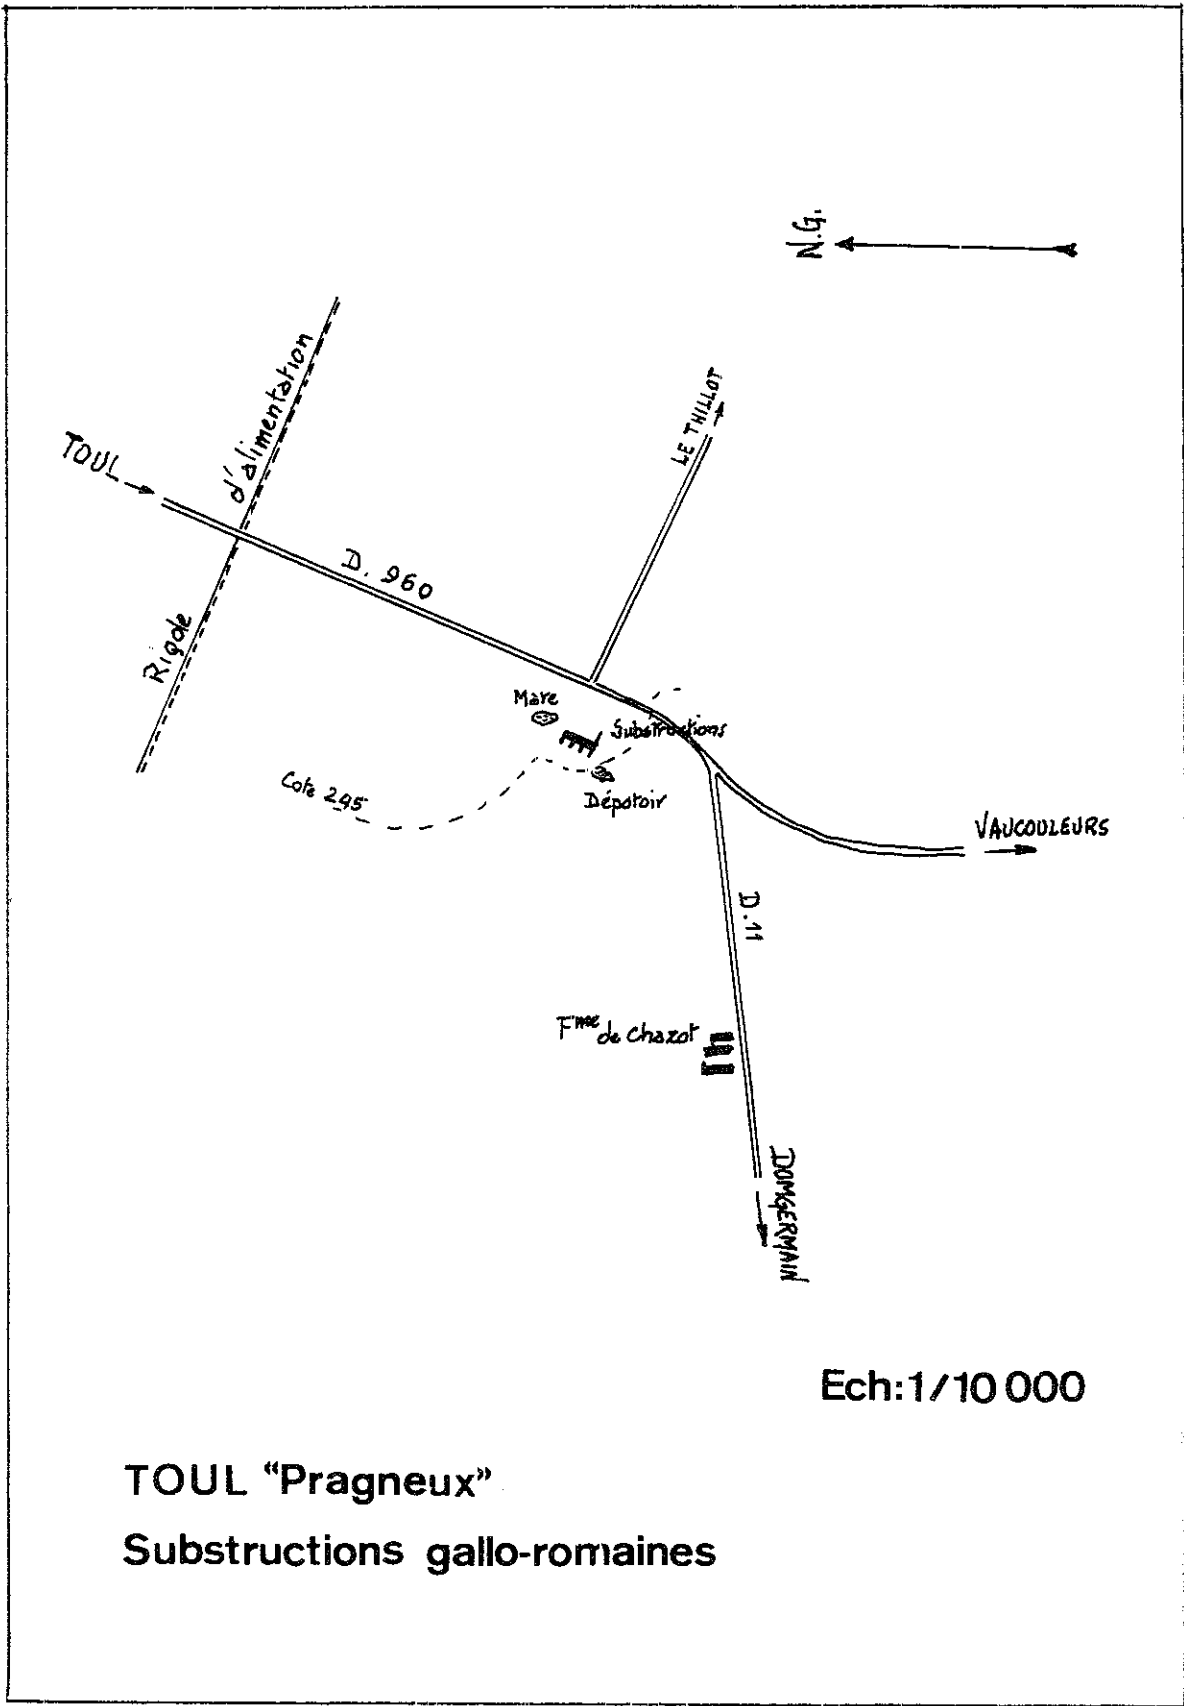 N.G.
TOUL
Rigole d'alimentation
LE THILLOT
D. 960
Mare
Substructions
Cote 245
Dépotoir
VAUCOULEURS
D.11
Fme de Chazot
DOMGERMAIN
Ech:1/10 000
TOUL "Pragneux"
Substructions gallo-romaines